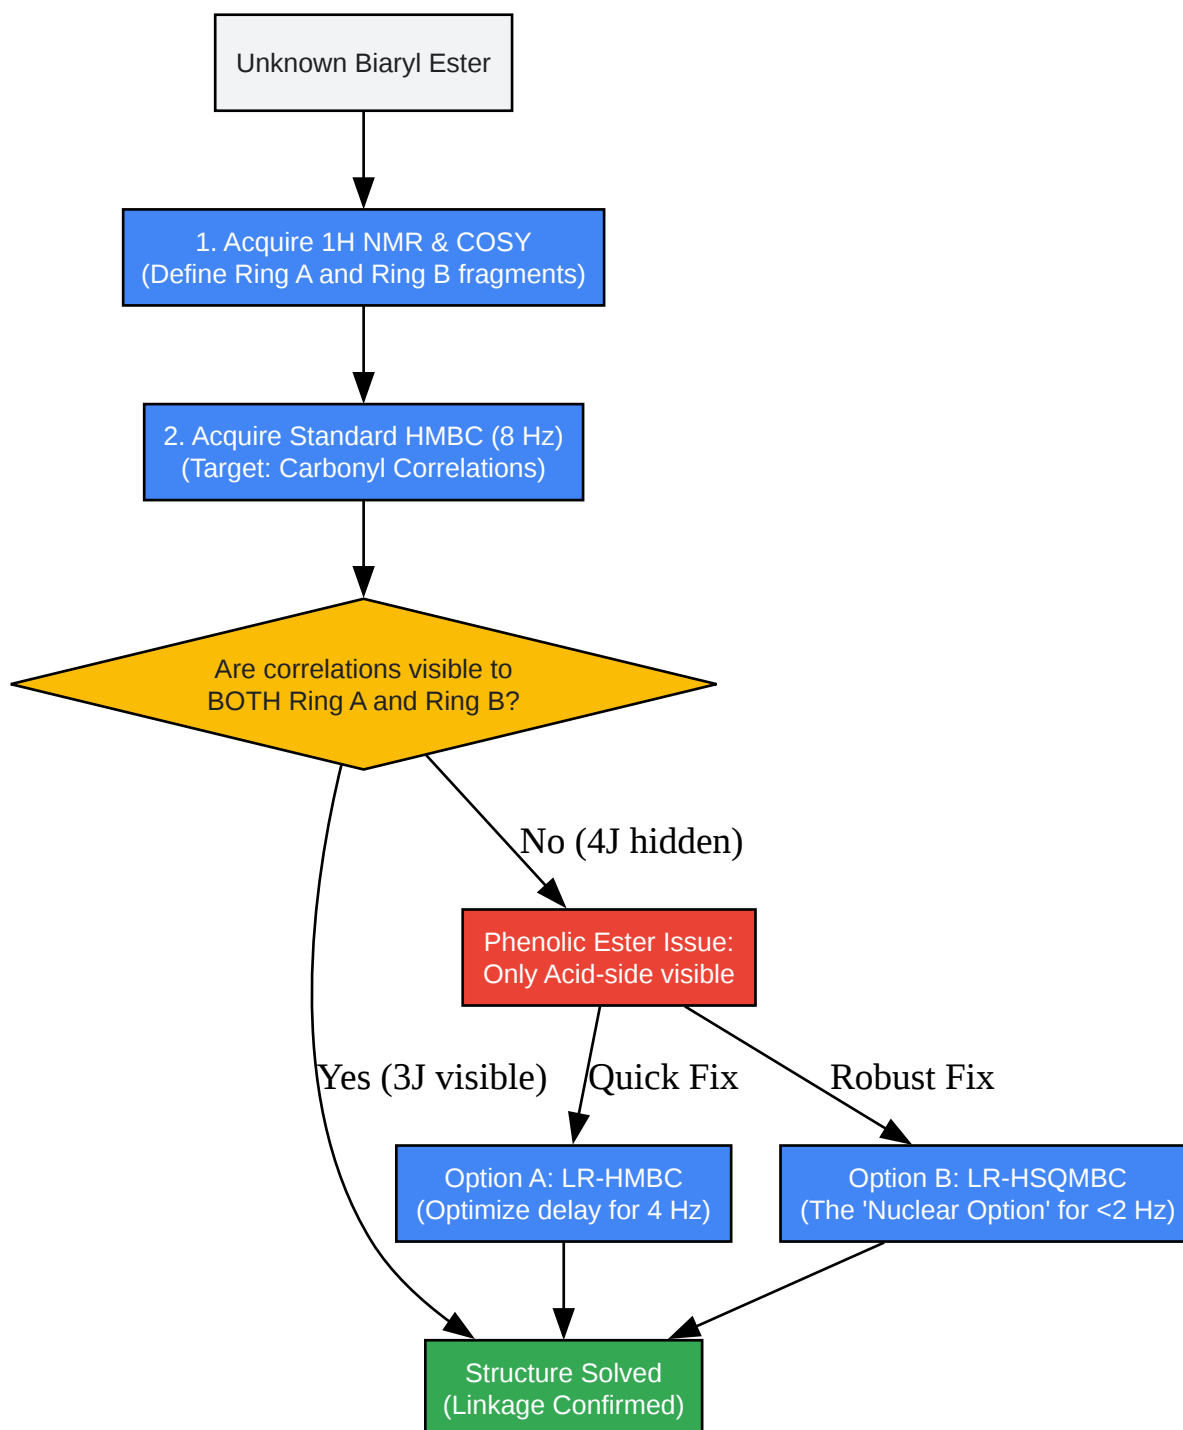 Unknown Biaryl Ester
1. Acquire 1H NMR & COSY
(Define Ring A and Ring B fragments)
2. Acquire Standard HMBC (8 Hz)
(Target: Carbonyl Correlations)
Are correlations visible to
BOTH Ring A and Ring B?
No (4J hidden)
Phenolic Ester Issue:
Only Acid-side visible
Yes (3J visible)
Quick Fix
Robust Fix
Option A: LR-HMBC
(Optimize delay for 4 Hz)
Option B: LR-HSQMBC
(The 'Nuclear Option' for <2 Hz)
Structure Solved
(Linkage Confirmed)